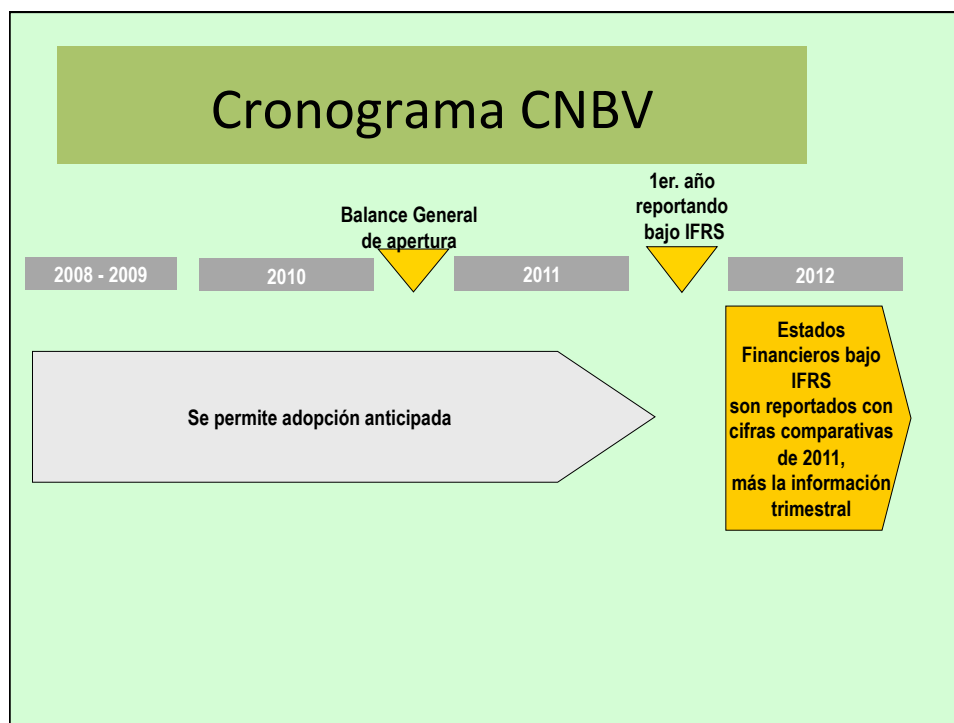 Cronograma CNBV
1er. año
reportando
bajo IFRS
Balance General
de apertura
2008 - 2009
2010
2011
2012
Se permite adopción anticipada
Estados
Financieros bajo
IFRS
son reportados con
cifras comparativas
de 2011,
más la información
trimestral